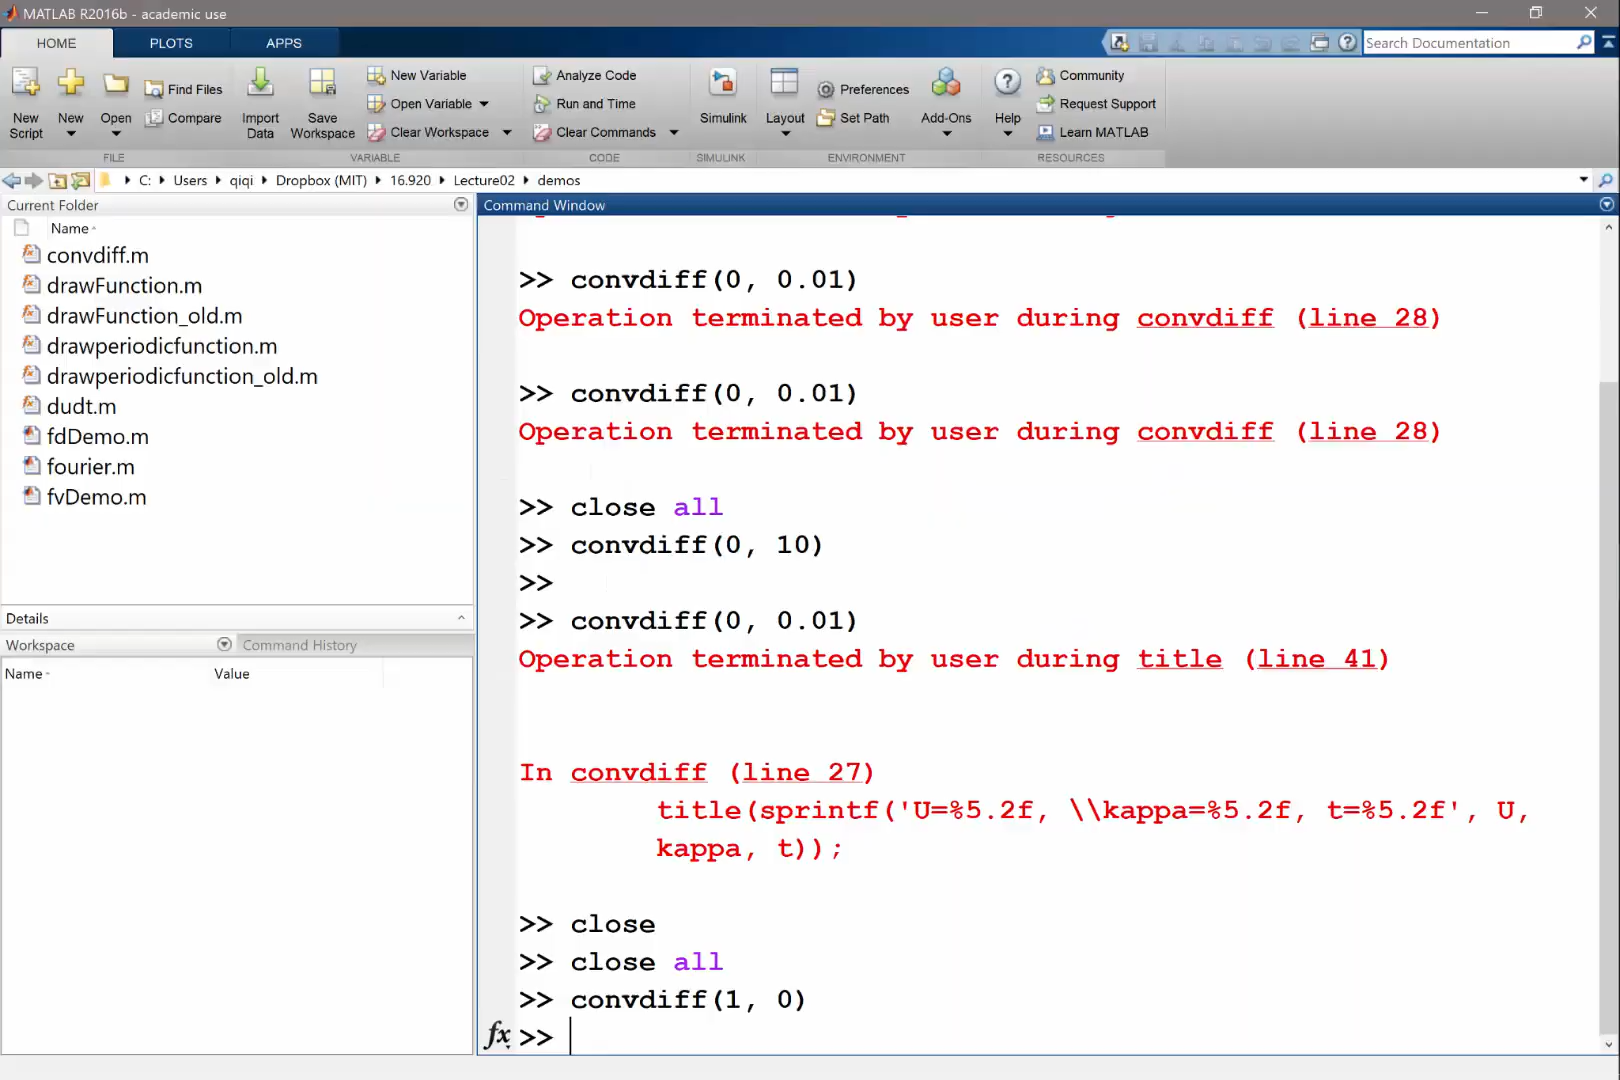 MATLAB R2016b - academic use
HOME PLOTS APPS
Search Documentation
New Script
New
Open
Find Files
Compare
Import Data
Save Workspace
New Variable
Open Variable
Clear Workspace
Analyze Code
Run and Time
Clear Commands
Simulink
Layout
Preferences
Set Path
Add-Ons
Help
Community
Request Support
Learn MATLAB
FILE VARIABLE CODE SIMULINK ENVIRONMENT RESOURCES
C: Users qiqi Dropbox (MIT) 16.920 Lecture02 demos
Current Folder
Name
convdiff.m
drawFunction.m
drawFunction_old.m
drawperiodicfunction.m
drawperiodicfunction_old.m
dudt.m
fdDemo.m
fourier.m
fvDemo.m
Details
Workspace Command History
Name Value
Command Window
>> convdiff(0, 0.01)
Operation terminated by user during convdiff (line 28)
>> convdiff(0, 0.01)
Operation terminated by user during convdiff (line 28)
>> close all
>> convdiff(0, 10)
>>
>> convdiff(0, 0.01)
Operation terminated by user during title (line 41)
In convdiff (line 27)
title(sprintf('U=%5.2f, \\kappa=%5.2f, t=%5.2f', U,
kappa, t));
>> close
>> close all
>> convdiff(1, 0)
fx >>